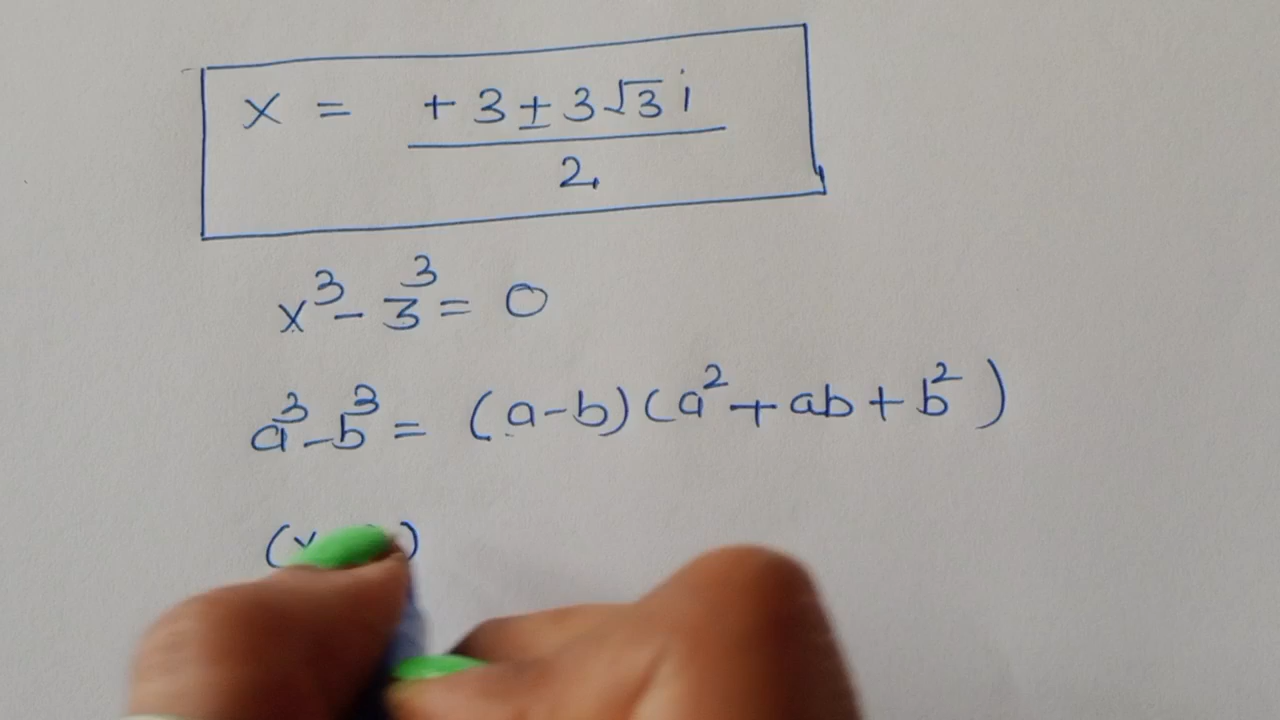 x = +3±3√3 i / 2
x³ - 3³ = 0
a³ - b³ = (a-b)(a² + ab + b²)
(x )